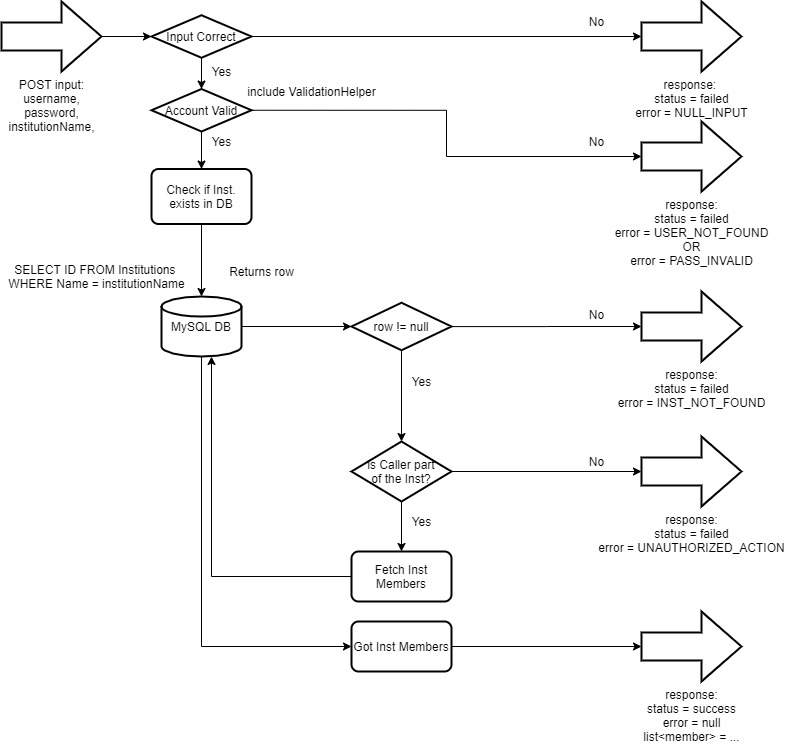 Input Correct
No
Yes
POST input:
username,
password,
institutionName,
include ValidationHelper
response:
status = failed
error = NULL_INPUT
Account Valid
Yes
No
Check if Inst.
exists in DB
response:
status = failed
error = USER_NOT_FOUND
OR
error = PASS_INVALID
SELECT ID FROM Institutions
WHERE Name = institutionName
Returns row
MySQL DB
row != null
No
Yes
response:
status = failed
error = INST_NOT_FOUND
is Caller part
of the Inst?
No
Yes
response:
status = failed
error = UNAUTHORIZED_ACTION
Fetch Inst
Members
Got Inst Members
response:
status = success
error = null
list<member> = ...